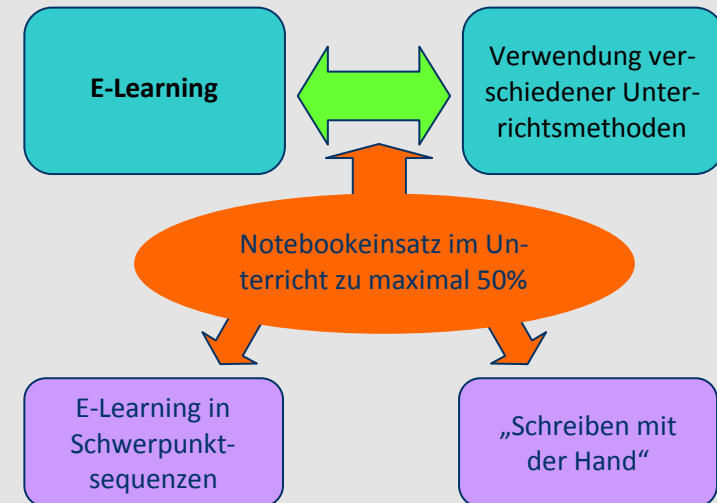 E-Learning
Verwendung ver-
schiedener Unter-
richtsmethoden
Notebookeinsatz im Un-
terricht zu maximal 50%
E-Learning in
Schwerpunkt-
sequenzen
„Schreiben mit
der Hand“